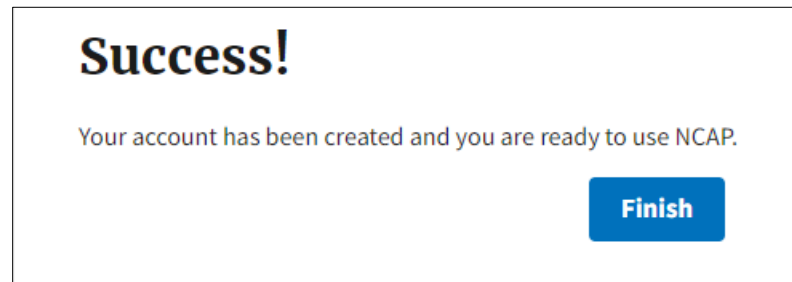 Success!
Your account has been created and you are ready to use NCAP.
Finish